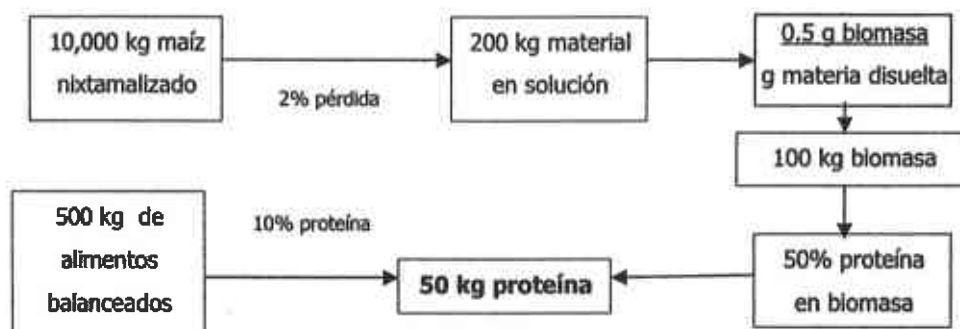 10,000 kg maíz
nixtamalizado
2% pérdida
200 kg material
en solución
0.5 g biomasa
g materia disuelta
100 kg biomasa
50% proteína
en biomasa
500 kg de
alimentos
balanceados
10% proteína
50 kg proteína